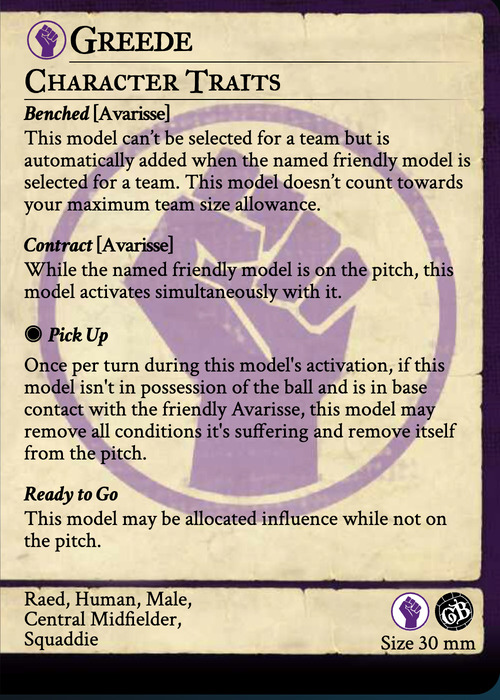 Greede
Character Traits
Benched [Avarisse]
This model can't be selected for a team but is
automatically added when the named friendly model is
selected for a team. This model doesn't count towards
your maximum team size allowance.
Contract [Avarisse]
While the named friendly model is on the pitch, this
model activates simultaneously with it.
Pick Up
Once per turn during this model's activation, if this
model isn't in possession of the ball and is in base
contact with the friendly Avarisse, this model may
remove all conditions it's suffering and remove itself
from the pitch.
Ready to Go
This model may be allocated influence while not on
the pitch.
Raed, Human, Male,
Central Midfielder,
Squaddie
GB
Size 30 mm